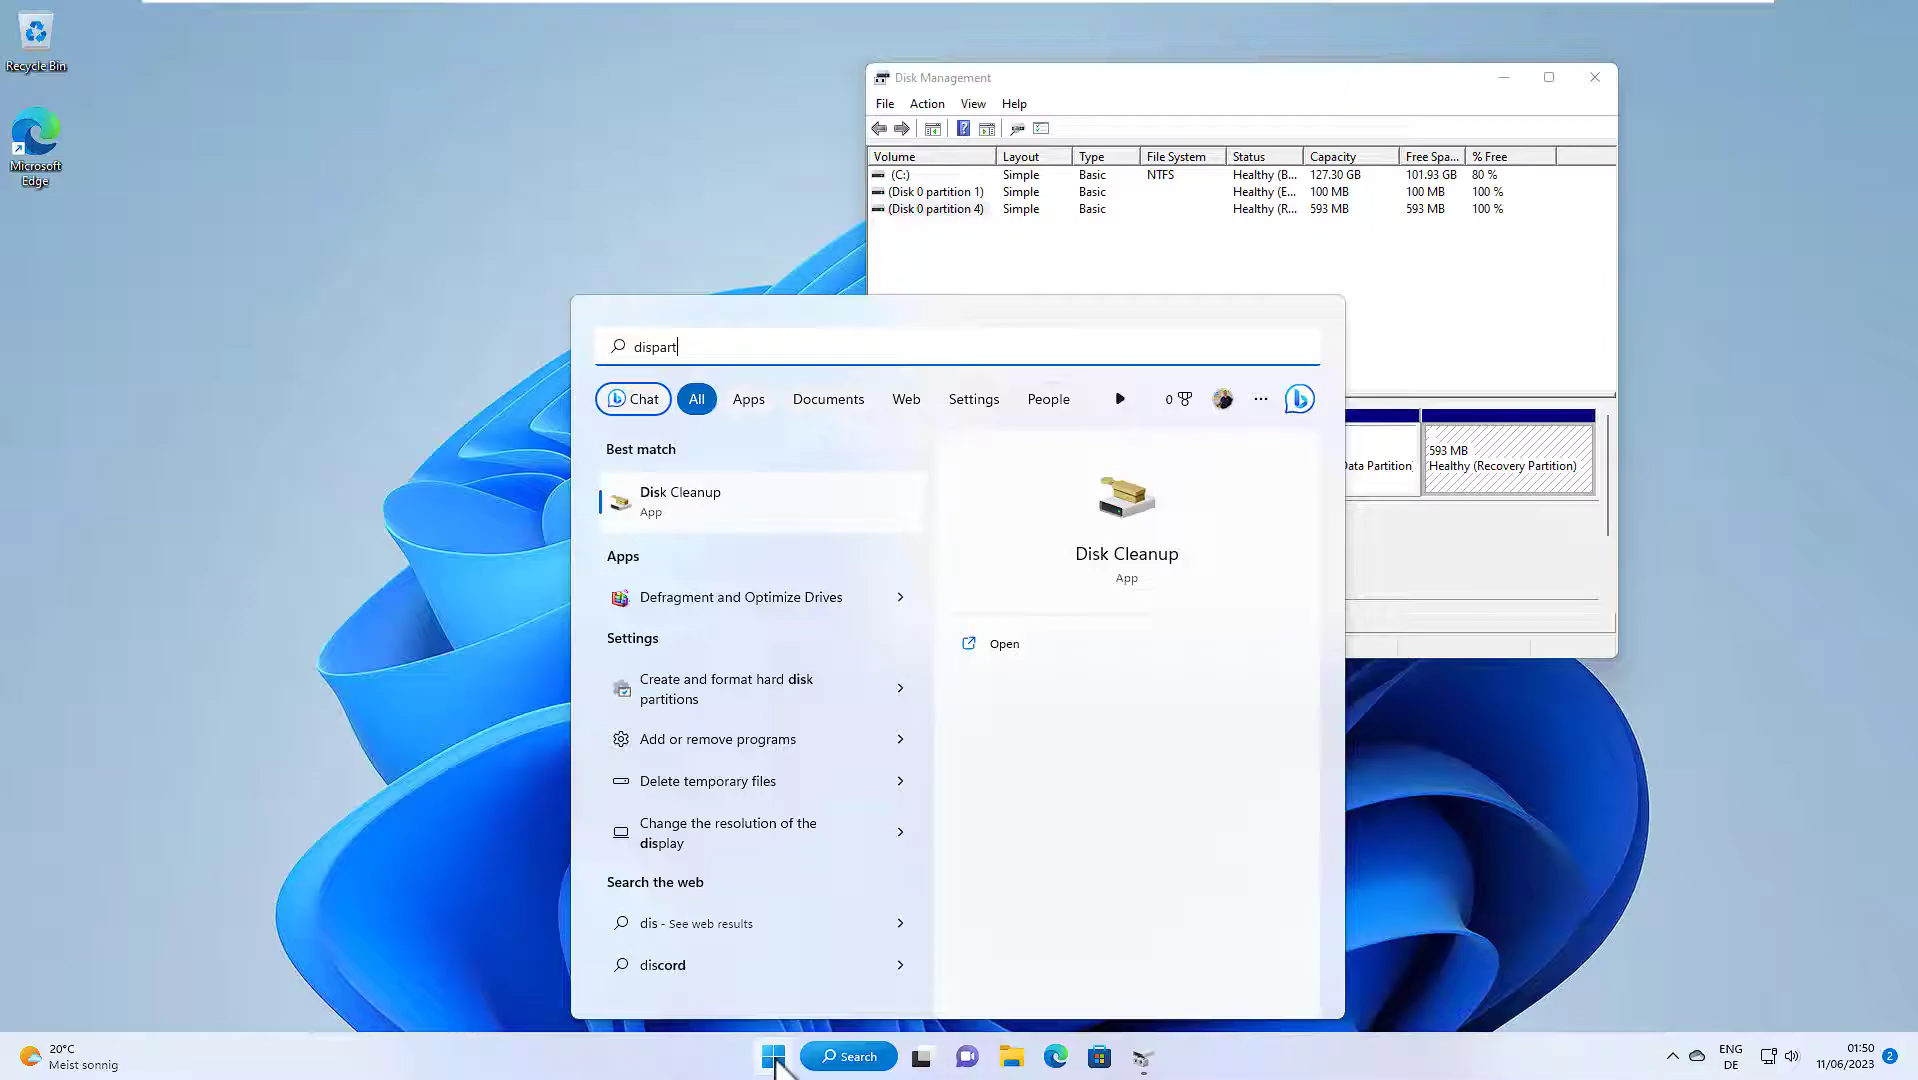 Recycle Bin
Microsoft
Edge
Disk Management
File Action View Help
Volume Layout Type File System Status Capacity Free Spa... % Free
(C:) Simple Basic NTFS Healthy (B... 127.30 GB 101.93 GB 80 %
(Disk 0 partition 1) Simple Basic Healthy (E... 100 MB 100 MB 100 %
(Disk 0 partition 4) Simple Basic Healthy (R... 593 MB 593 MB 100 %
dispart
Chat All Apps Documents Web Settings People 0 ...
Best match
Disk Cleanup
App
Apps
Defragment and Optimize Drives
Settings
Create and format hard disk
partitions
Add or remove programs
Delete temporary files
Change the resolution of the
display
Search the web
dis - See web results
discord
Disk Cleanup
App
Open
Data Partition)
593 MB
Healthy (Recovery Partition)
20°C
Meist sonnig
Search
ENG
DE
01:50
11/06/2023
2